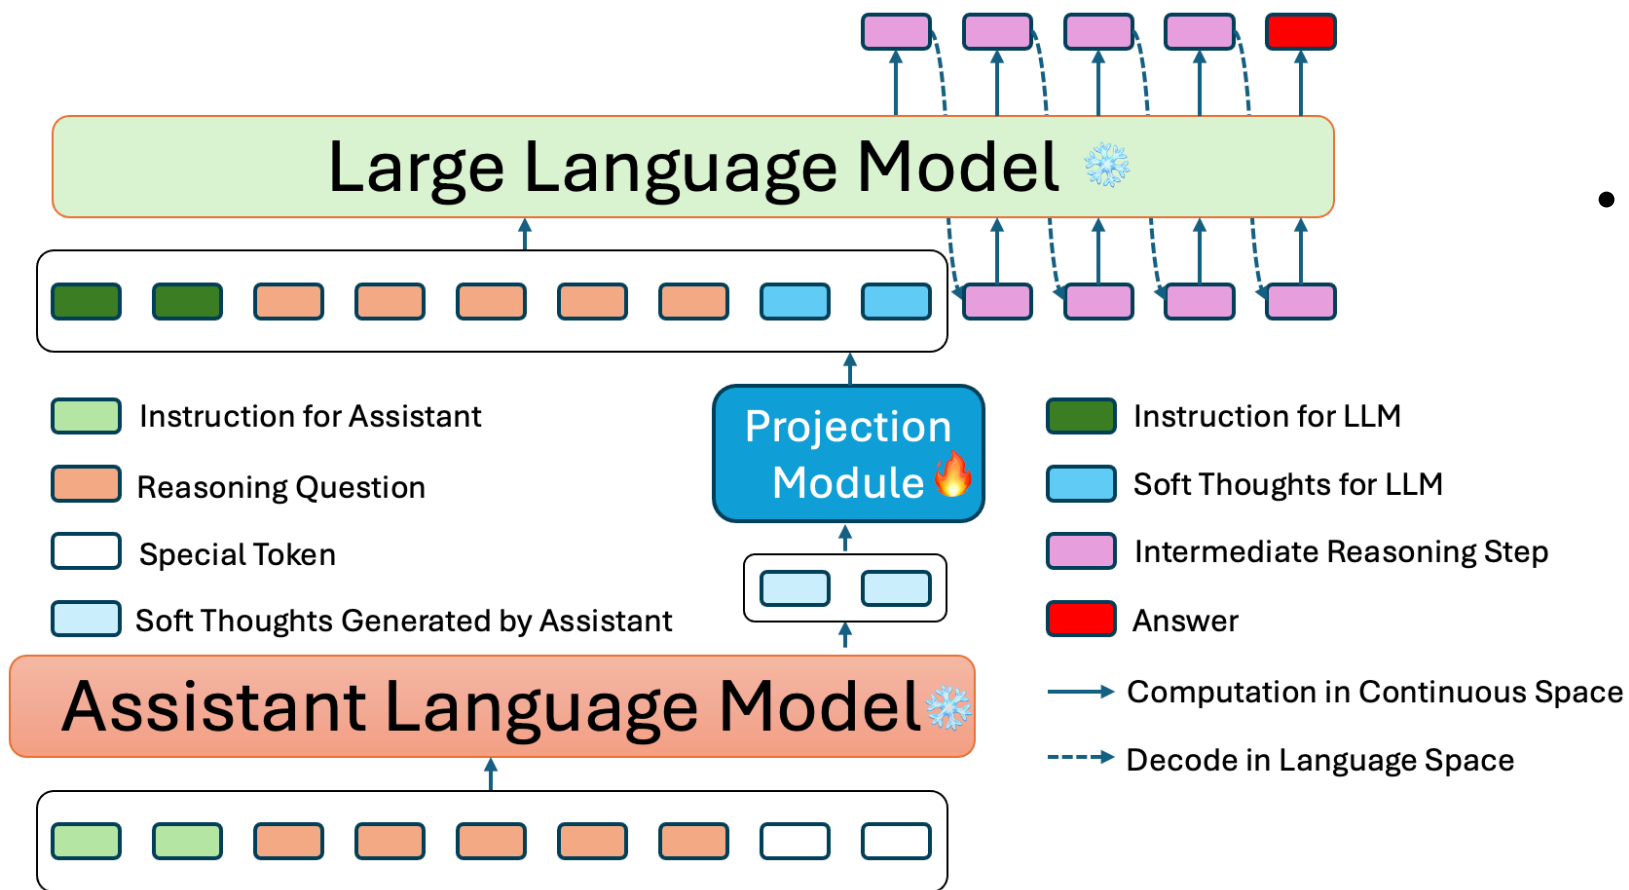 Large Language Model
Projection
Module
Instruction for Assistant
Reasoning Question
Special Token
Soft Thoughts Generated by Assistant
Instruction for LLM
Soft Thoughts for LLM
Intermediate Reasoning Step
Answer
Computation in Continuous Space
Decode in Language Space
Assistant Language Model